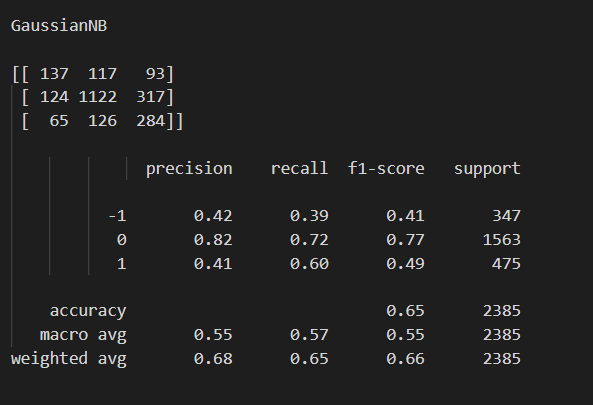 GaussianNB
[[ 137 117 93]
[ 124 1122 317]
[ 65 126 284]]
precision recall f1-score support
-1 0.42 0.39 0.41 347
0 0.82 0.72 0.77 1563
1 0.41 0.60 0.49 475
accuracy 0.65 2385
macro avg 0.55 0.57 0.55 2385
weighted avg 0.68 0.65 0.66 2385